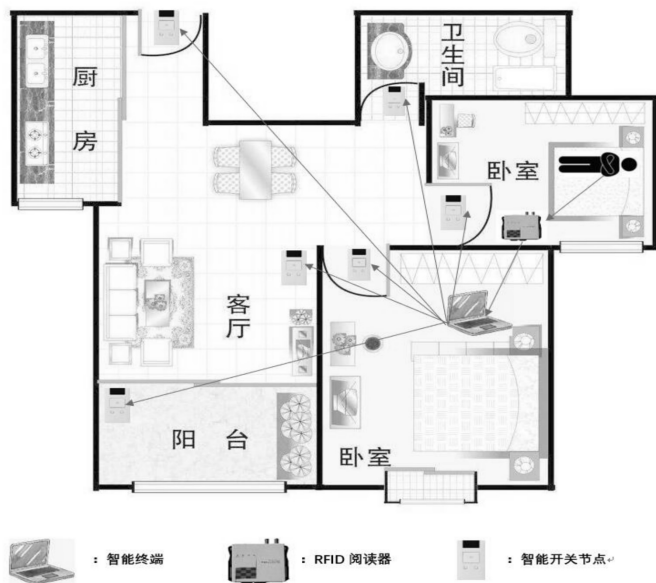 卫生间
厨房
卧室
客厅
阳 台
卧室
：智能终端
：RFID 阅读器
：智能开关节点